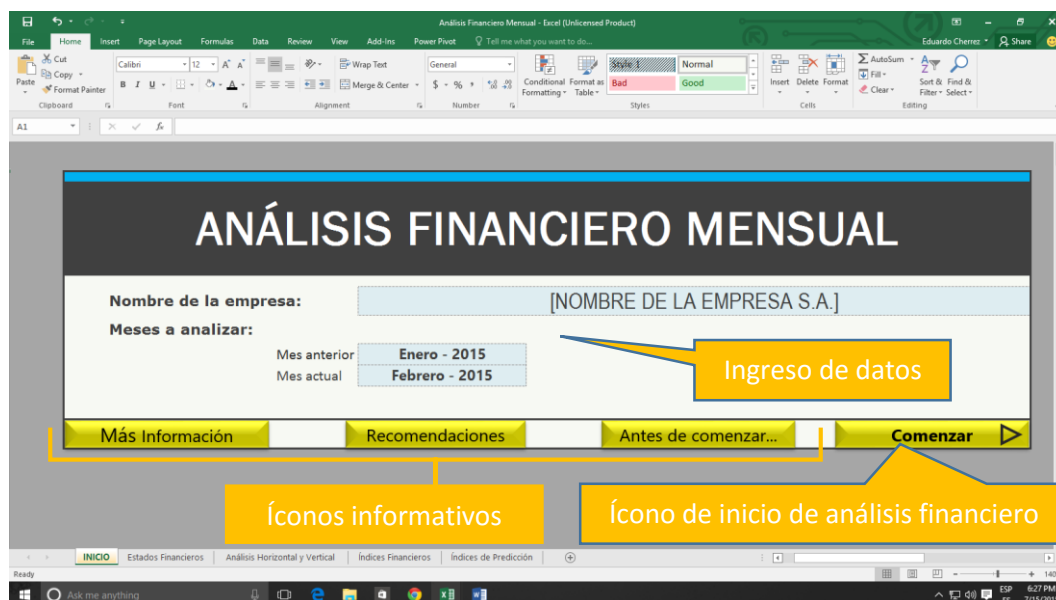 Análisis Financiero Mensual - Excel (Unlicensed Product)
File Home Insert Page Layout Formulas Data Review View Add-Ins Power Pivot Tell me what you want to do... Eduardo Cherrez Share
Paste Cut Copy Format Painter
Calibri 12 A A
B I U A
Wrap Text
Merge & Center
General
$ % ,
Conditional Formatting Format as Table
Style 1 Normal
Bad Good
Insert Delete Format
AutoSum
Fill
Clear
Sort & Filter Find & Select
Clipboard Font Alignment Number Styles Cells Editing
A1 fx
ANÁLISIS FINANCIERO MENSUAL
Nombre de la empresa: [NOMBRE DE LA EMPRESA S.A.]
Meses a analizar:
Mes anterior Enero - 2015
Mes actual Febrero - 2015
Ingreso de datos
Más Información Recomendaciones Antes de comenzar... Comenzar
Íconos informativos
Ícono de inicio de análisis financiero
INICIO Estados Financieros Análisis Horizontal y Vertical Índices Financieros Índices de Predicción
Ready
Ask me anything
ESP 6:27 PM